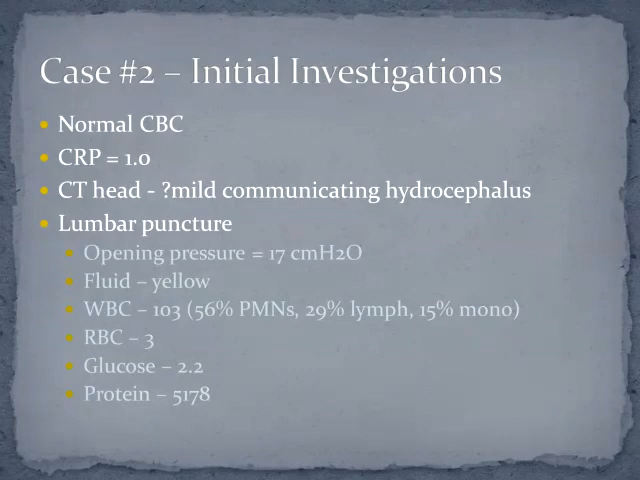 Case #2 – Initial Investigations
Normal CBC
CRP = 1.0
CT head - ?mild communicating hydrocephalus
Lumbar puncture
Opening pressure = 17 cmH2O
Fluid – yellow
WBC – 103 (56% PMNs, 29% lymph, 15% mono)
RBC – 3
Glucose – 2.2
Protein – 5178